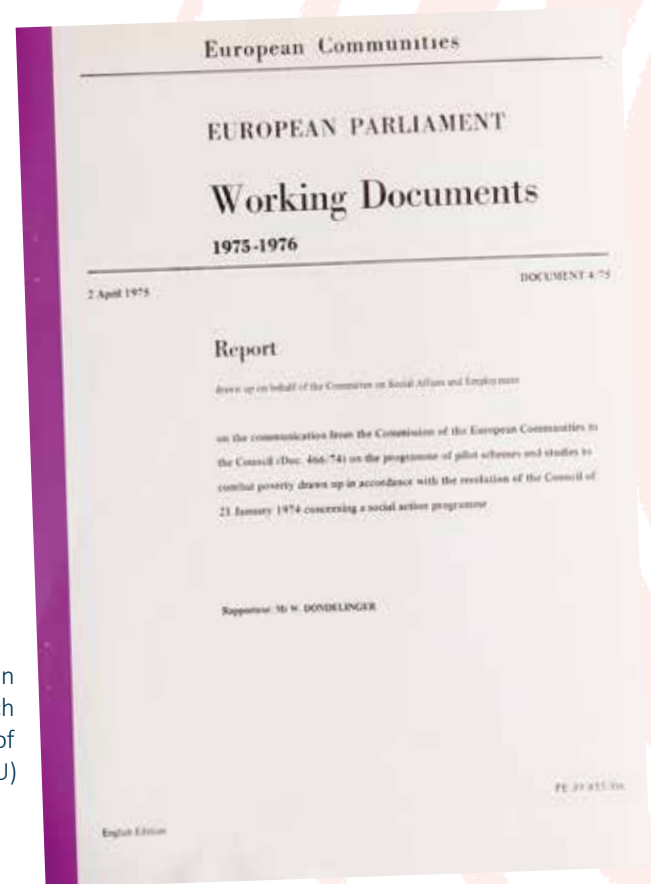 European Communities
EUROPEAN PARLIAMENT
Working Documents
1975-1976
2 April 1975
DOCUMENT 4/75
Report
drawn up on behalf of the Committee on Social Affairs and Employment
on the communication from the Commission of the European Communities to
the Council (Doc. 466/74) on the programme of pilot schemes and studies to
combat poverty drawn up in accordance with the resolution of the Council of
21 January 1974 concerning a social action programme
Rapporteur: Mr W. DONDELINGER
PE
English Edition
n
ch
of
J)